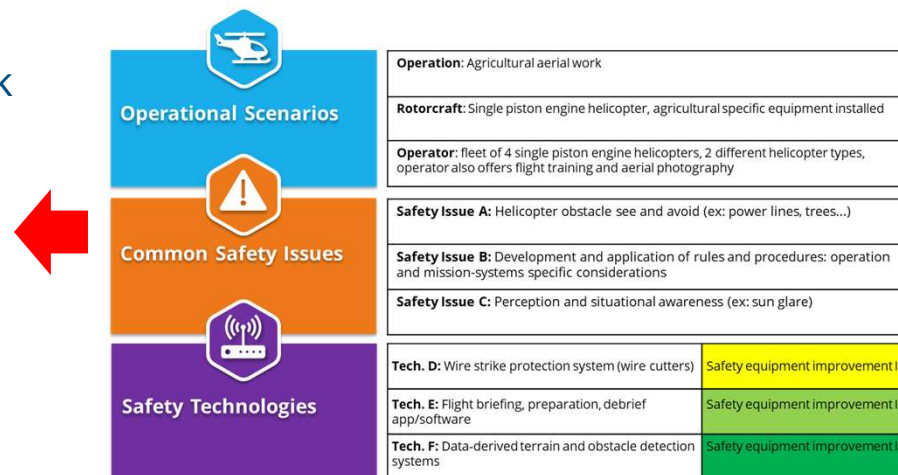 k
Operational Scenarios
Operation: Agricultural aerial work
Rotorcraft: Single piston engine helicopter, agricultural specific equipment installed
Operator: fleet of 4 single piston engine helicopters, 2 different helicopter types,
operator also offers flight training and aerial photography
Common Safety Issues
Safety Issue A: Helicopter obstacle see and avoid (ex: power lines, trees...)
Safety Issue B: Development and application of rules and procedures: operation
and mission-systems specific considerations
Safety Issue C: Perception and situational awareness (ex: sun glare)
Safety Technologies
Tech. D: Wire strike protection system (wire cutters)
Safety equipment improvement
Tech. E: Flight briefing, preparation, debrief
app/software
Safety equipment improvement
Tech. F: Data-derived terrain and obstacle detection
systems
Safety equipment improvement